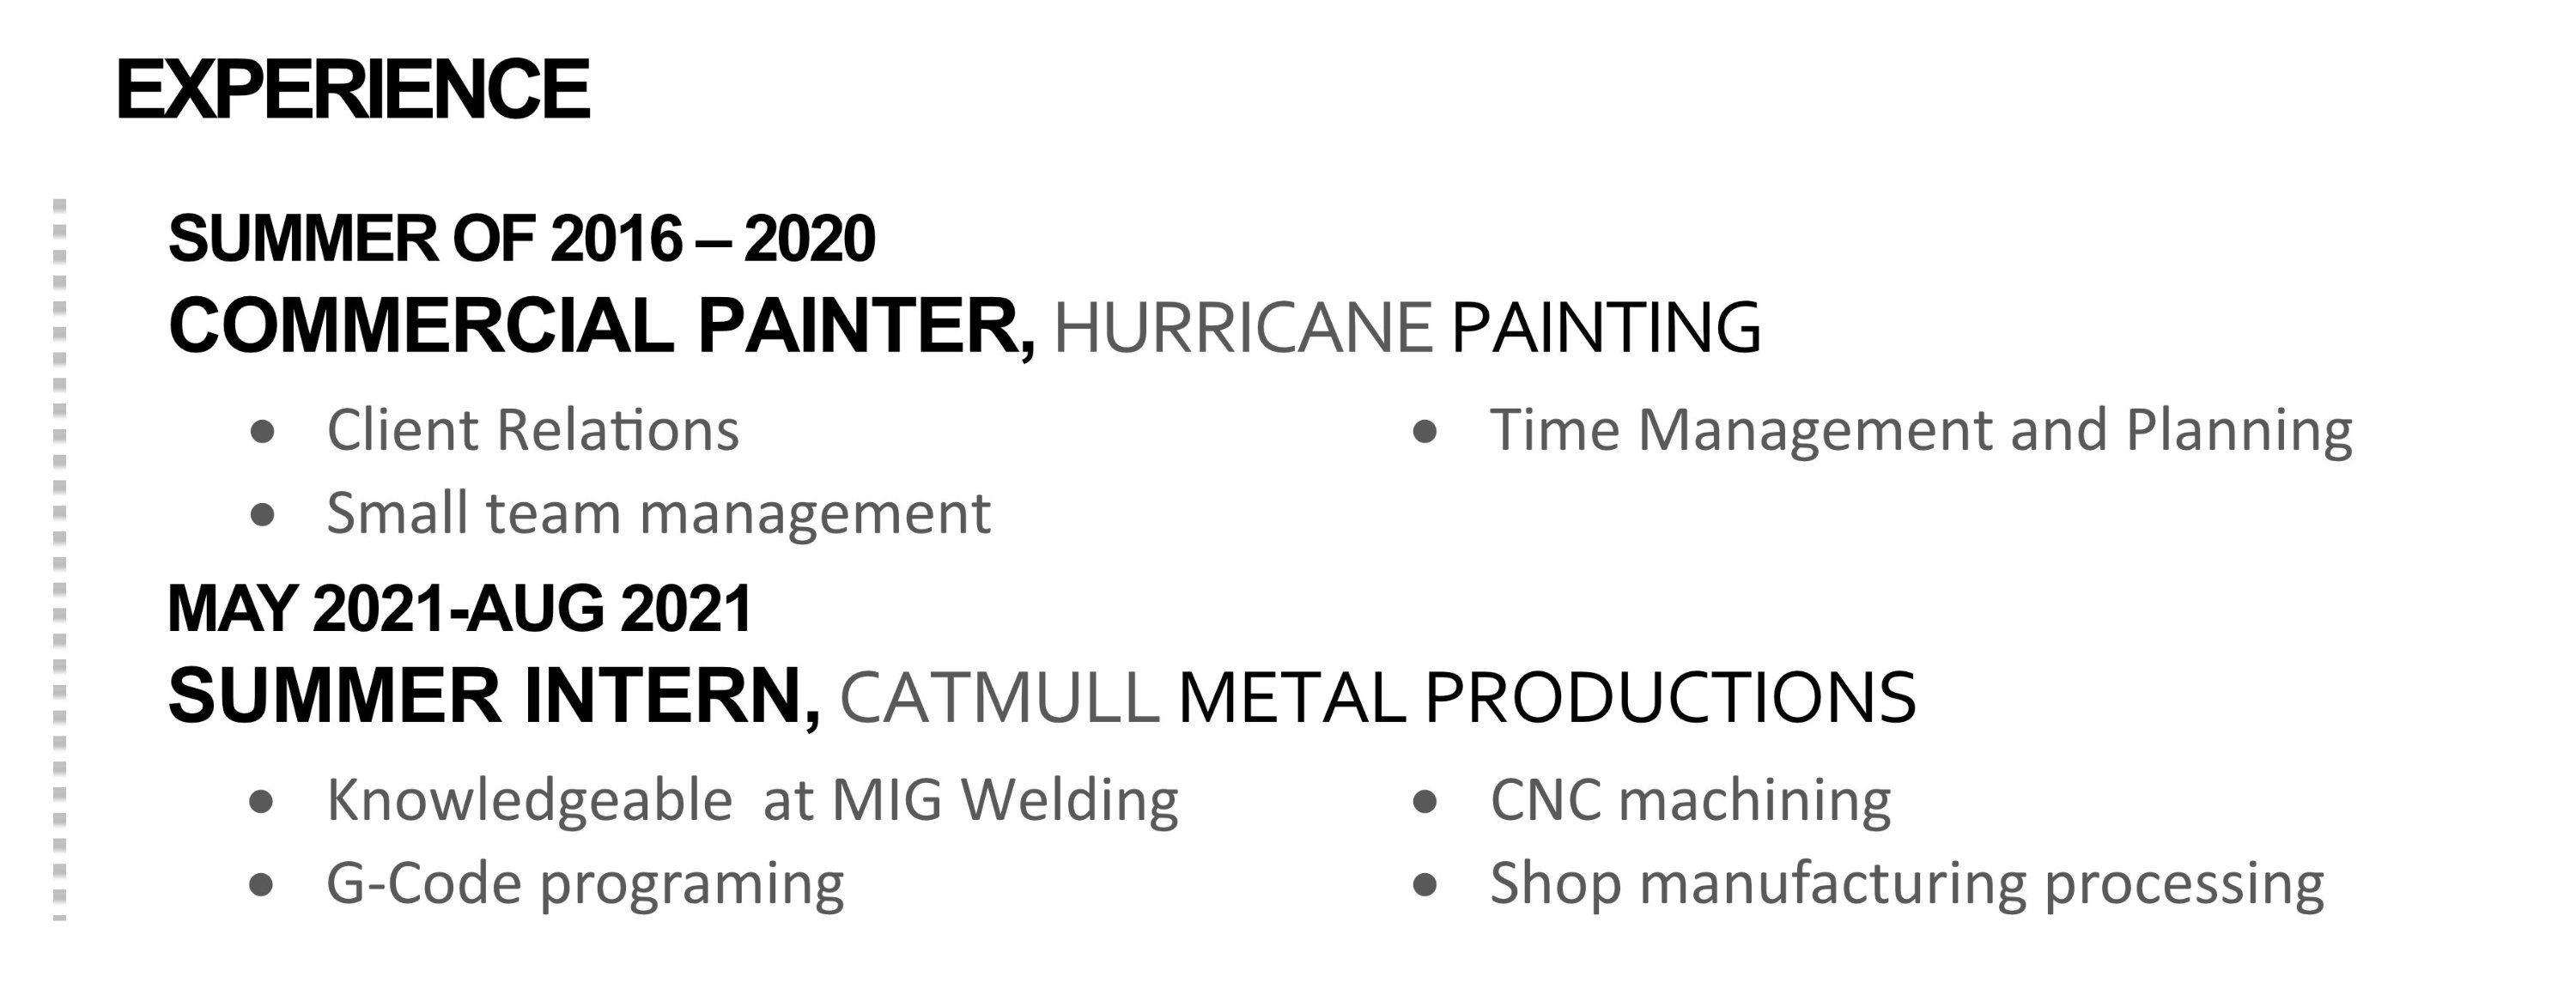 EXPERIENCE
SUMMER OF 2016 – 2020
COMMERCIAL PAINTER, HURRICANE PAINTING
• Client Relations
• Small team management
• Time Management and Planning
MAY 2021-AUG 2021
SUMMER INTERN, CATMULL METAL PRODUCTIONS
• Knowledgeable  at MIG Welding
• G-Code programing
• CNC machining
• Shop manufacturing processing